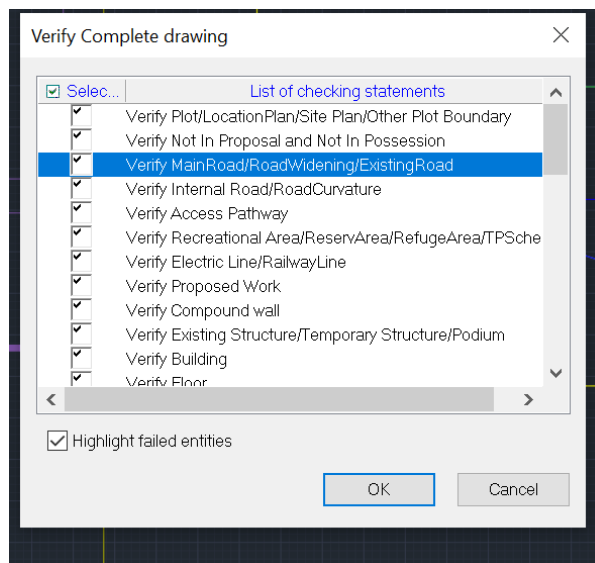 Verify Complete drawing
Selec... List of checking statements
Verify Plot/LocationPlan/Site Plan/Other Plot Boundary
Verify Not In Proposal and Not In Possession
Verify MainRoad/RoadWidening/ExistingRoad
Verify Internal Road/RoadCurvature
Verify Access Pathway
Verify Recreational Area/ReservArea/RefugeArea/TPSche
Verify Electric Line/RailwayLine
Verify Proposed Work
Verify Compound wall
Verify Existing Structure/Temporary Structure/Podium
Verify Building
Verify Floor
Highlight failed entities
OK Cancel